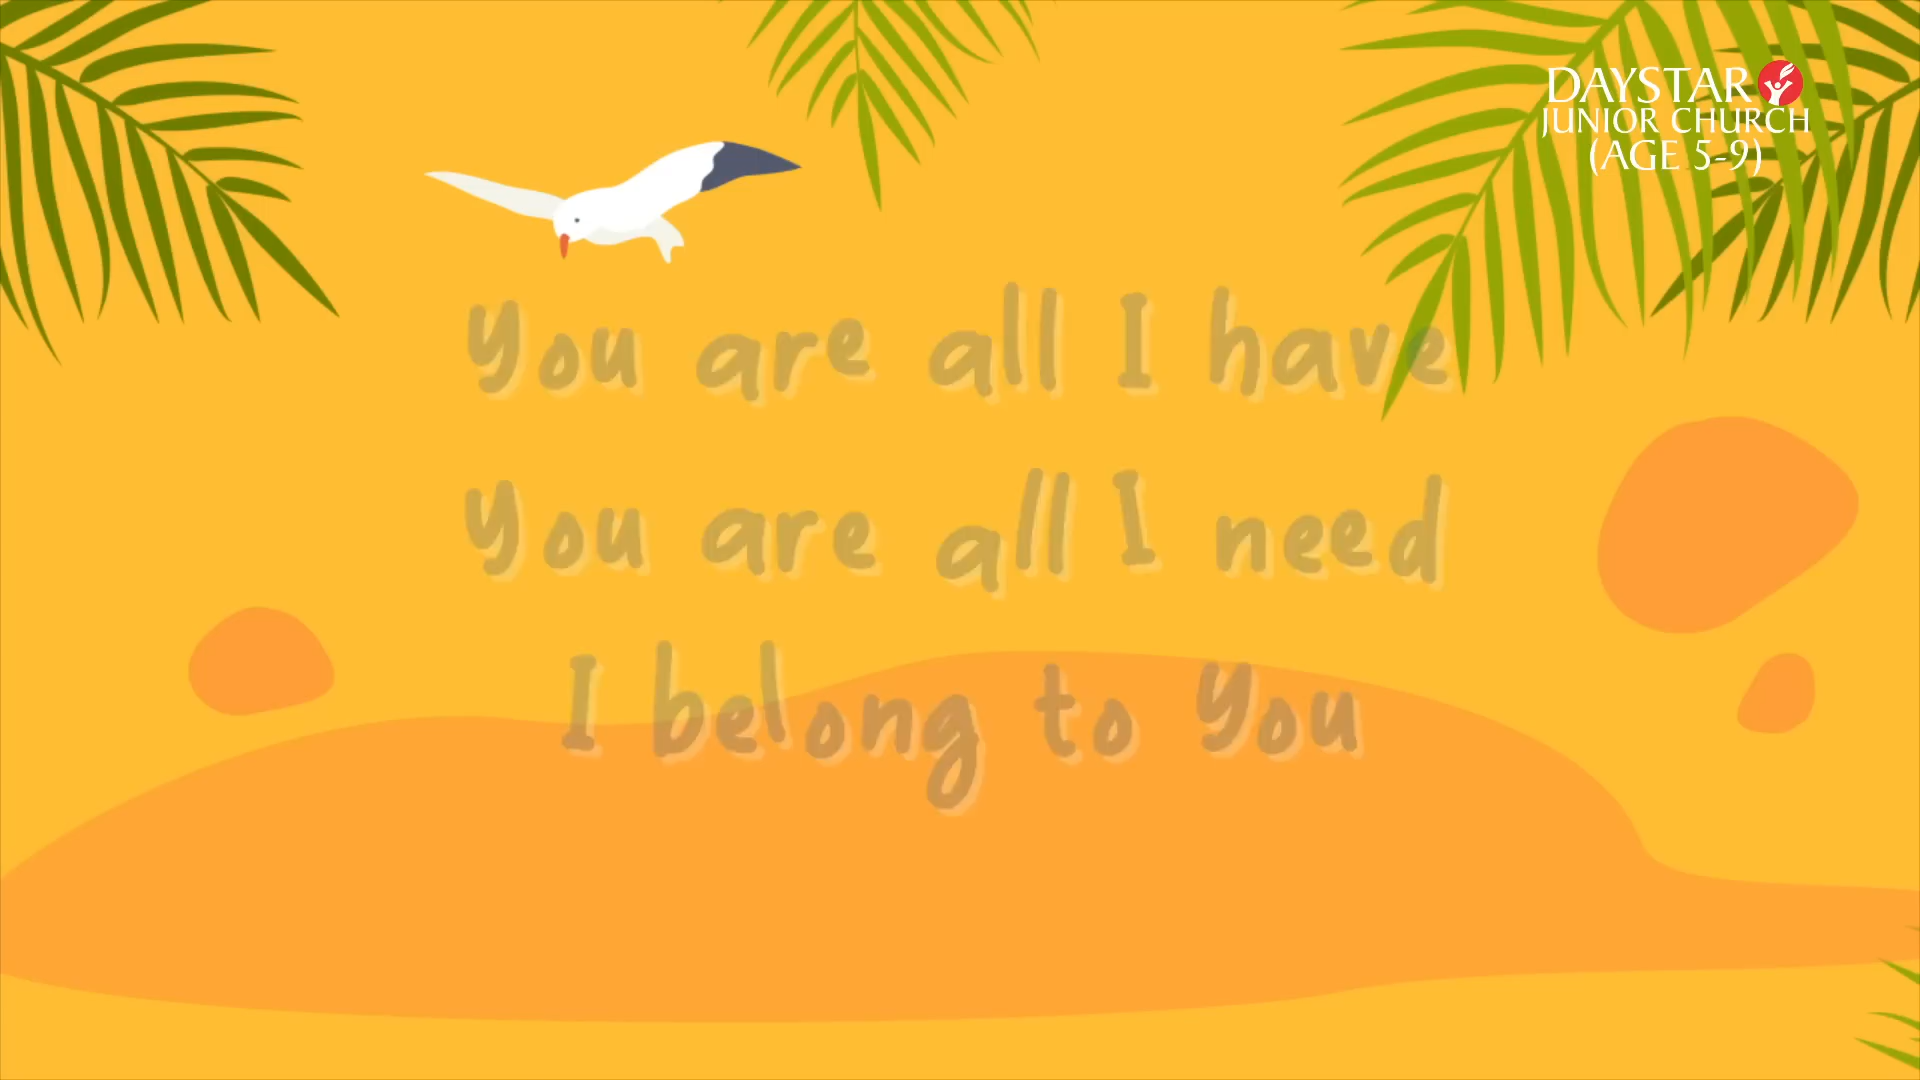 DAYSTAR
JUNIOR CHURCH
(AGE 5-9)
You are all I have
You are all I need
I belong to You